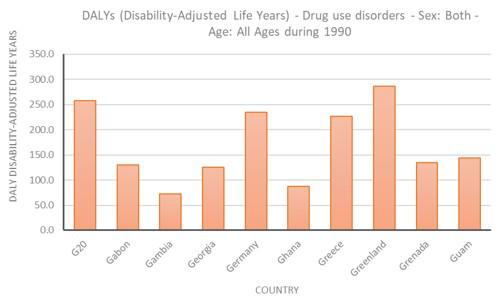 DALYs (Disability-Adjusted Life Years) - Drug use disorders - Sex: Both -
Age: All Ages during 1990
DALY DISABILITY-ADJUSTED LIFE YEARS
350.0
300.0
250.0
200.0
150.0
100.0
50.0
0.0
G20
Gabon
Gambia
Georgia
Germany
Ghana
Greece
Greenland
Grenada
Guam
COUNTRY